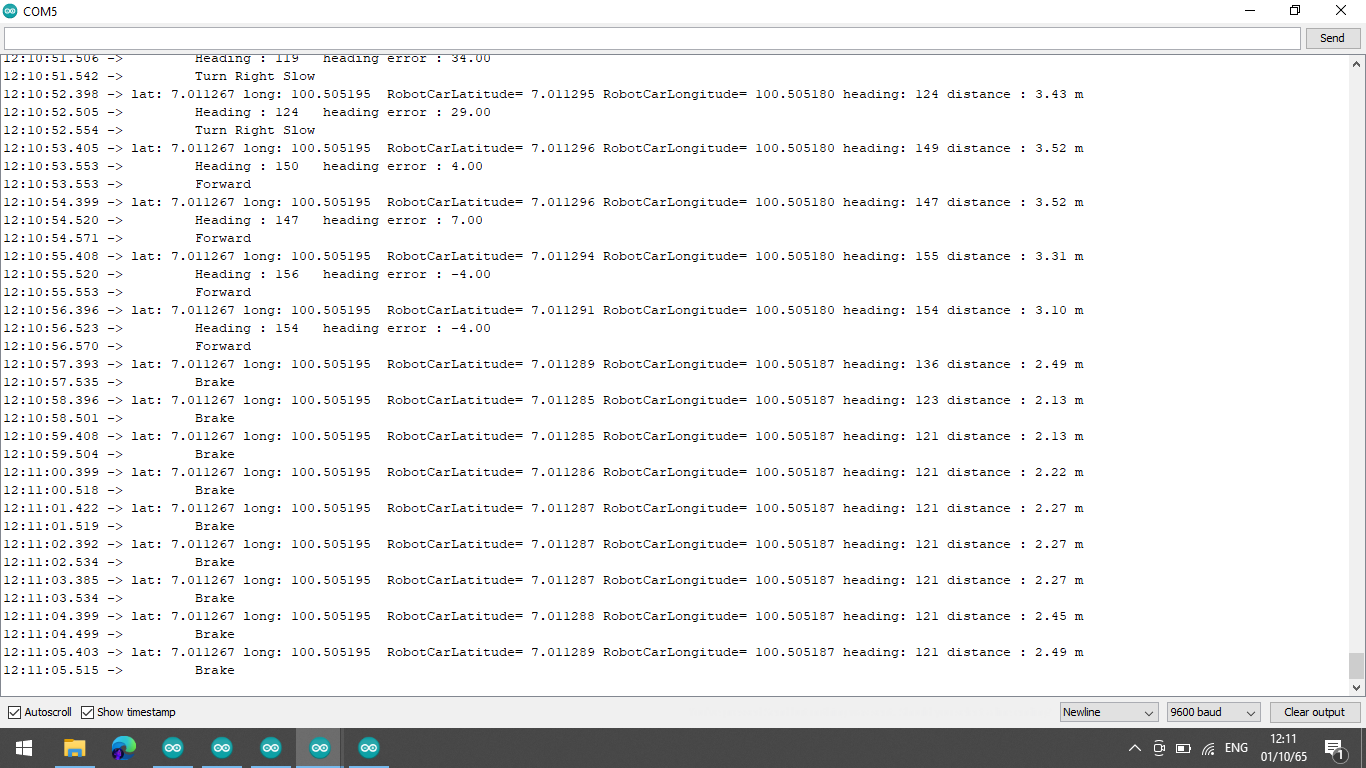 COM5
Send
12:10:51.506 -> Heading : 119 heading error : 34.00
12:10:51.542 -> Turn Right Slow
12:10:52.398 -> lat: 7.011267 long: 100.505195 RobotCarLatitude= 7.011295 RobotCarLongitude= 100.505180 heading: 124 distance : 3.43 m
12:10:52.505 -> Heading : 124 heading error : 29.00
12:10:52.554 -> Turn Right Slow
12:10:53.405 -> lat: 7.011267 long: 100.505195 RobotCarLatitude= 7.011296 RobotCarLongitude= 100.505180 heading: 149 distance : 3.52 m
12:10:53.553 -> Heading : 150 heading error : 4.00
12:10:53.553 -> Forward
12:10:54.399 -> lat: 7.011267 long: 100.505195 RobotCarLatitude= 7.011296 RobotCarLongitude= 100.505180 heading: 147 distance : 3.52 m
12:10:54.520 -> Heading : 147 heading error : 7.00
12:10:54.571 -> Forward
12:10:55.408 -> lat: 7.011267 long: 100.505195 RobotCarLatitude= 7.011294 RobotCarLongitude= 100.505180 heading: 155 distance : 3.31 m
12:10:55.520 -> Heading : 156 heading error : -4.00
12:10:55.553 -> Forward
12:10:56.396 -> lat: 7.011267 long: 100.505195 RobotCarLatitude= 7.011291 RobotCarLongitude= 100.505180 heading: 154 distance : 3.10 m
12:10:56.523 -> Heading : 154 heading error : -4.00
12:10:56.570 -> Forward
12:10:57.393 -> lat: 7.011267 long: 100.505195 RobotCarLatitude= 7.011289 RobotCarLongitude= 100.505187 heading: 136 distance : 2.49 m
12:10:57.535 -> Brake
12:10:58.396 -> lat: 7.011267 long: 100.505195 RobotCarLatitude= 7.011285 RobotCarLongitude= 100.505187 heading: 123 distance : 2.13 m
12:10:58.501 -> Brake
12:10:59.408 -> lat: 7.011267 long: 100.505195 RobotCarLatitude= 7.011285 RobotCarLongitude= 100.505187 heading: 121 distance : 2.13 m
12:10:59.504 -> Brake
12:11:00.399 -> lat: 7.011267 long: 100.505195 RobotCarLatitude= 7.011286 RobotCarLongitude= 100.505187 heading: 121 distance : 2.22 m
12:11:00.518 -> Brake
12:11:01.422 -> lat: 7.011267 long: 100.505195 RobotCarLatitude= 7.011287 RobotCarLongitude= 100.505187 heading: 121 distance : 2.27 m
12:11:01.519 -> Brake
12:11:02.392 -> lat: 7.011267 long: 100.505195 RobotCarLatitude= 7.011287 RobotCarLongitude= 100.505187 heading: 121 distance : 2.27 m
12:11:02.534 -> Brake
12:11:03.385 -> lat: 7.011267 long: 100.505195 RobotCarLatitude= 7.011287 RobotCarLongitude= 100.505187 heading: 121 distance : 2.27 m
12:11:03.534 -> Brake
12:11:04.399 -> lat: 7.011267 long: 100.505195 RobotCarLatitude= 7.011288 RobotCarLongitude= 100.505187 heading: 121 distance : 2.45 m
12:11:04.499 -> Brake
12:11:05.403 -> lat: 7.011267 long: 100.505195 RobotCarLatitude= 7.011289 RobotCarLongitude= 100.505187 heading: 121 distance : 2.49 m
12:11:05.515 -> Brake
Autoscroll Show timestamp Newline 9600 baud Clear output
ENG
12:11
01/10/65
1